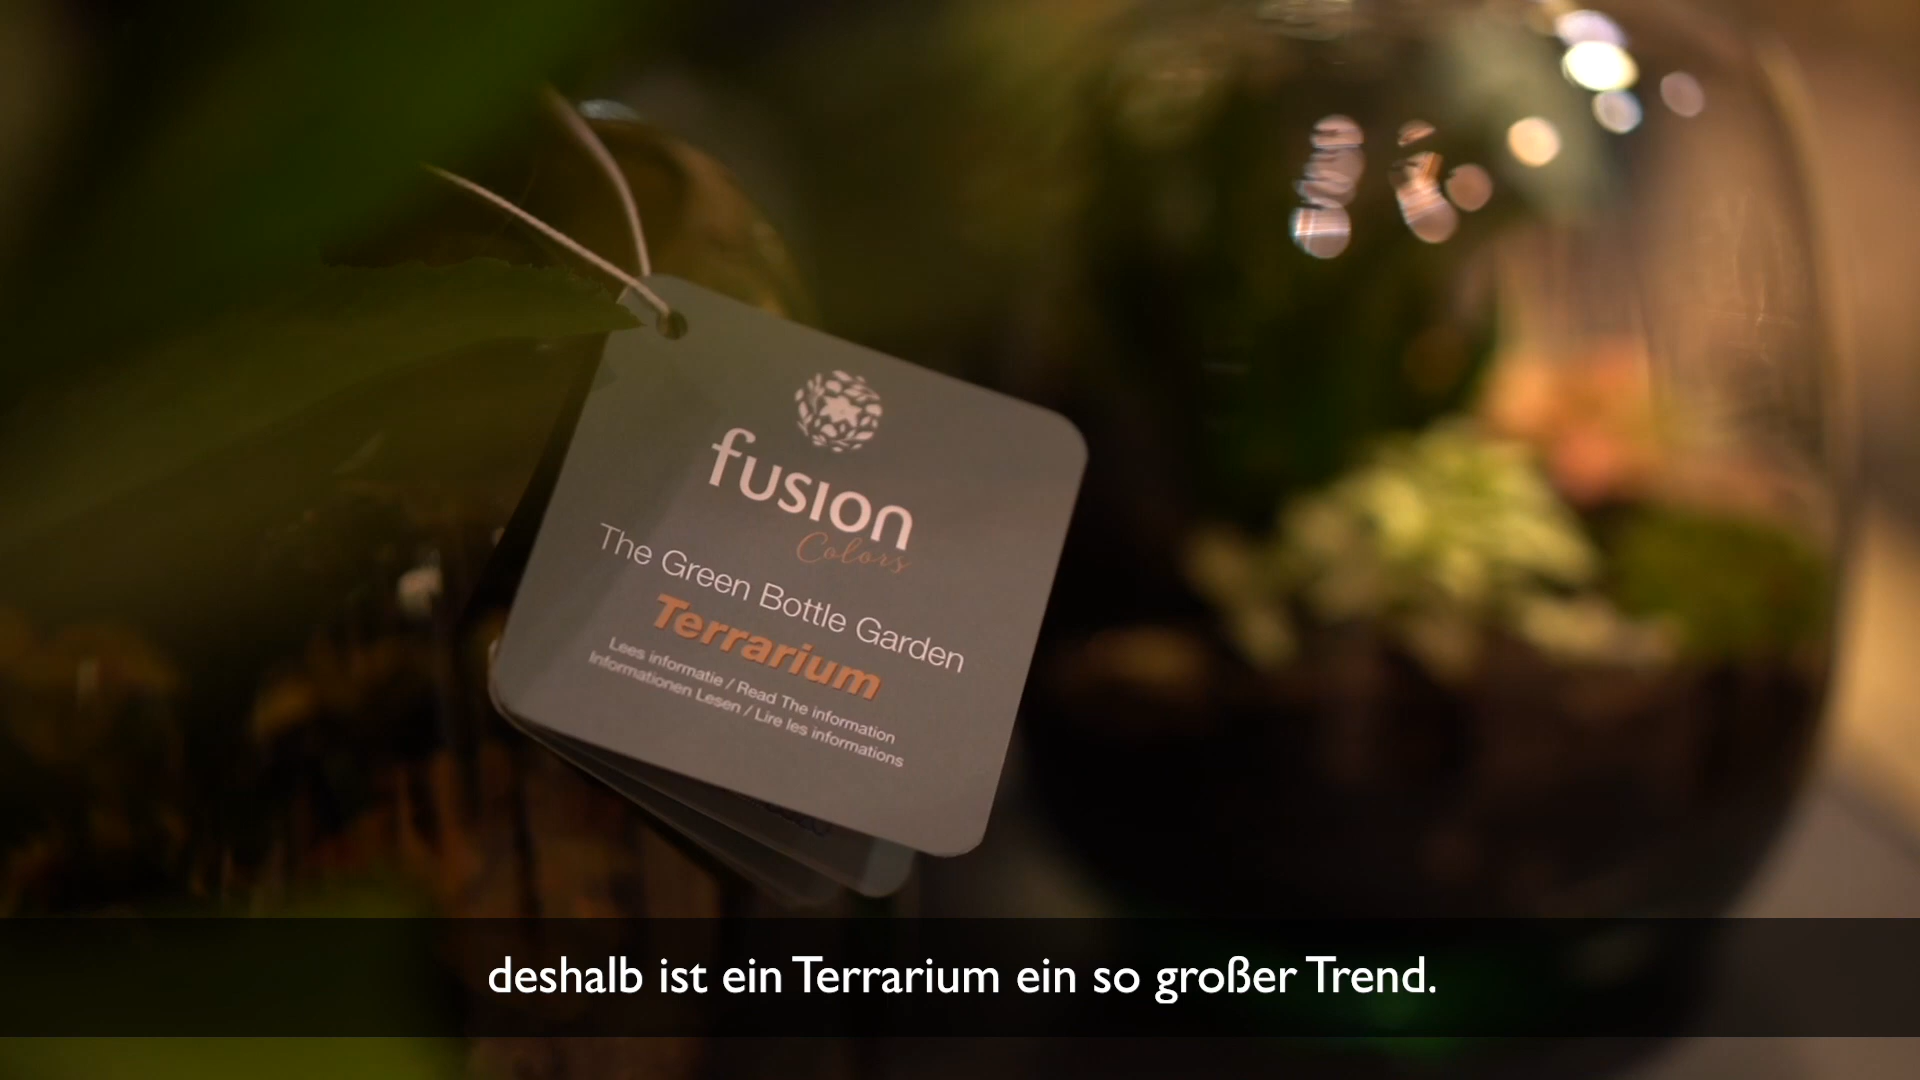 fusion
Colors
The Green Bottle Garden
Terrarium
Lees informatie / Read The information
Informationen Lesen / Lire les informations
deshalb ist ein Terrarium ein so großer Trend.